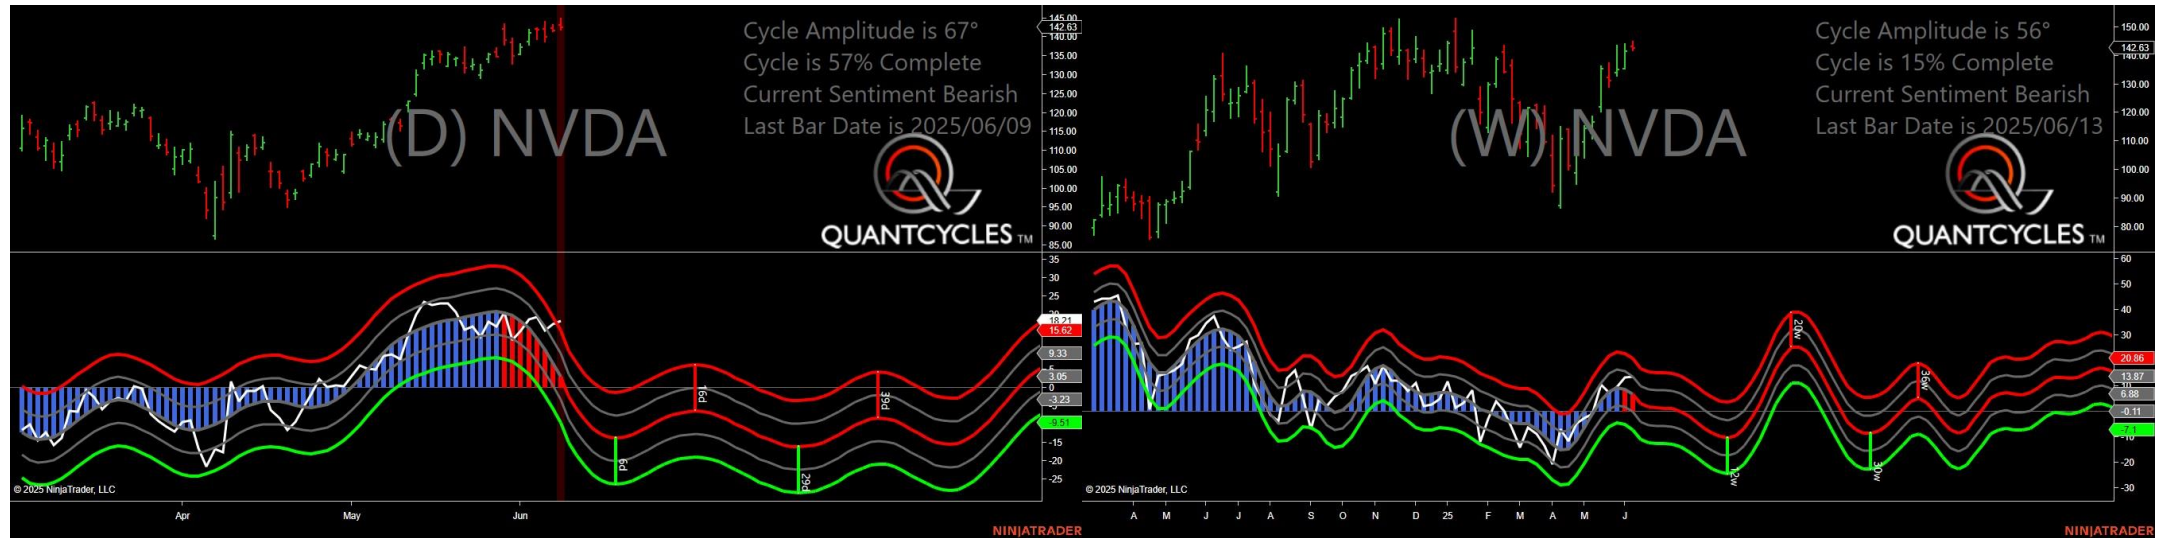 Cycle Amplitude is 67°
Cycle is 57% Complete
Current Sentiment Bearish
Last Bar Date is 2025/06/09
(D) NVDA
QUANTCYCLES TM
145.00
142.63
140.00
135.00
130.00
125.00
120.00
115.00
110.00
105.00
100.00
95.00
90.00
85.00
35
30
25
18.21
15.62
9.33
3.05
0
-3.23
-9.51
-15
-20
-25
6d
16d
29d
39d
© 2025 NinjaTrader, LLC
Apr May Jun
NINJATRADER
Cycle Amplitude is 56°
Cycle is 15% Complete
Current Sentiment Bearish
Last Bar Date is 2025/06/13
(W) NVDA
QUANTCYCLES TM
150.00
142.63
140.00
130.00
120.00
110.00
100.00
90.00
80.00
60
50
40
30
20.86
13.87
6.88
-0.11
-7.1
-10
-20
-30
12w
20w
30w
36w
© 2025 NinjaTrader, LLC
A M J J A S O N D 25 F M A M J
NINJATRADER